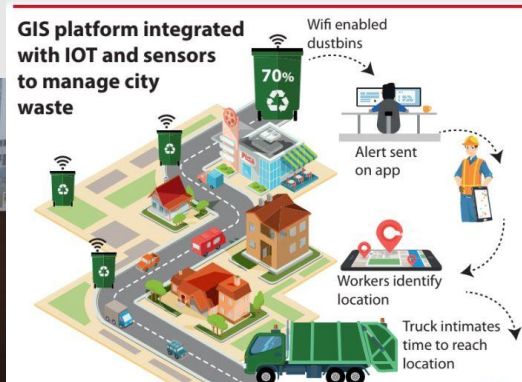 GIS platform integrated
with IOT and sensors
to manage city
waste
Wifi enabled
dustbins
70%
PIZZA
Alert sent
on app
Workers identify
location
Truck intimates
time to reach
location